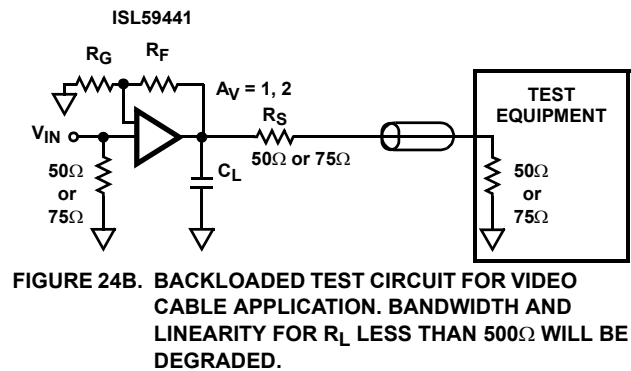 ISL59441
RG
RF
AV = 1, 2
RS
VIN
50Ω
or
75Ω
50Ω or 75Ω
CL
TEST
EQUIPMENT
50Ω
or
75Ω
FIGURE 24B. BACKLOADED TEST CIRCUIT FOR VIDEO
CABLE APPLICATION. BANDWIDTH AND
LINEARITY FOR RL LESS THAN 500Ω WILL BE
DEGRADED.